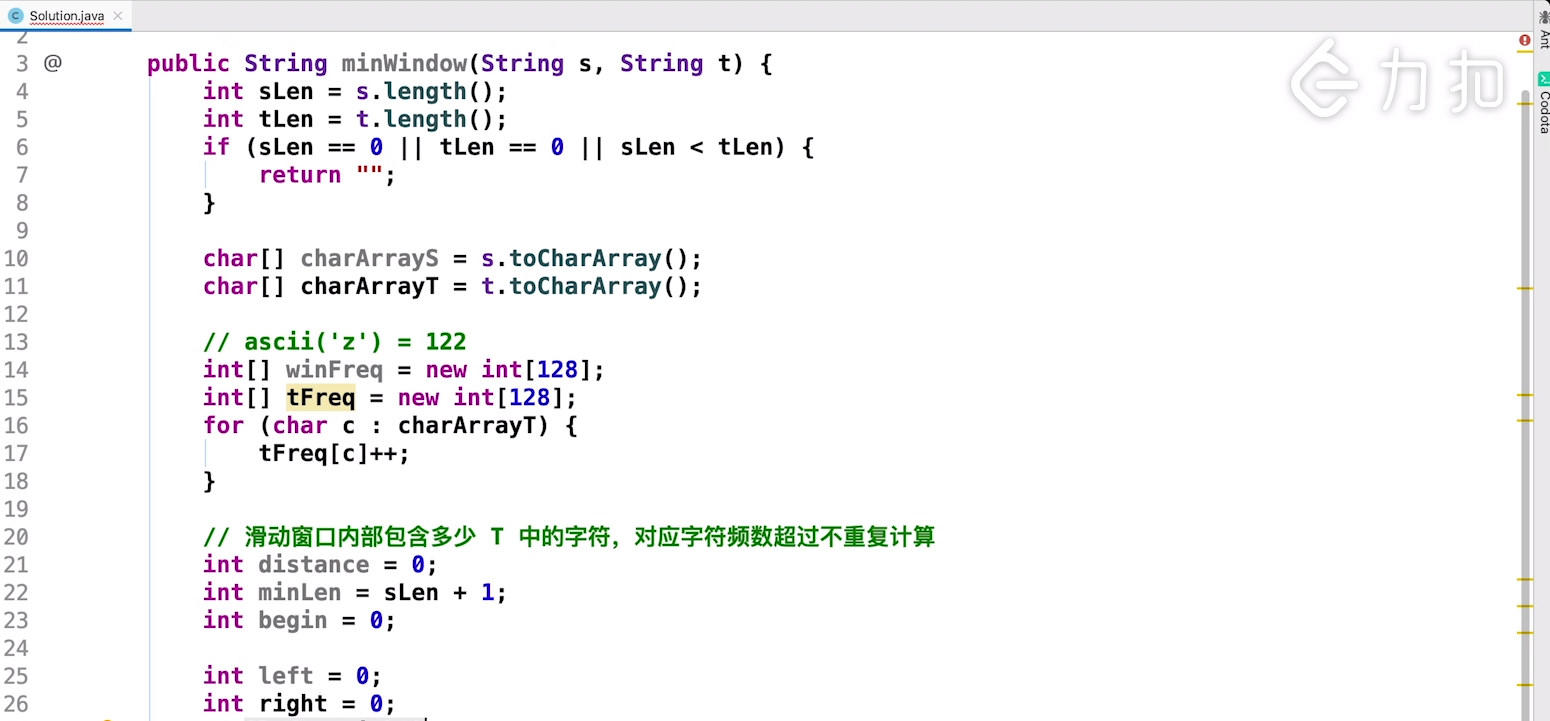 Solution.java
2
3 @ public String minWindow(String s, String t) {
4 int sLen = s.length();
5 int tLen = t.length();
6 if (sLen == 0 || tLen == 0 || sLen < tLen) {
7 return "";
8 }
9
10 char[] charArrayS = s.toCharArray();
11 char[] charArrayT = t.toCharArray();
12
13 // ascii('z') = 122
14 int[] winFreq = new int[128];
15 int[] tFreq = new int[128];
16 for (char c : charArrayT) {
17 tFreq[c]++;
18 }
19
20 // 滑动窗口内部包含多少 T 中的字符，对应字符频数超过不重复计算
21 int distance = 0;
22 int minLen = sLen + 1;
23 int begin = 0;
24
25 int left = 0;
26 int right = 0;
力扣
Ant
Codota